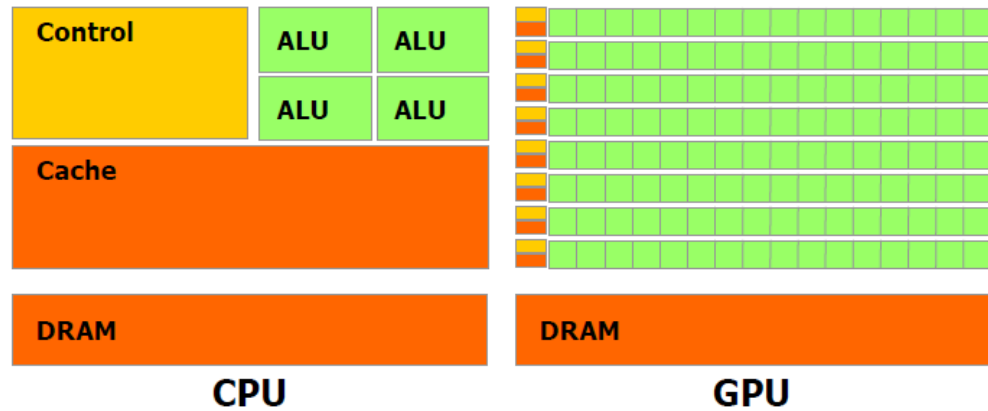 Control
ALU ALU
ALU ALU
Cache
DRAM
CPU
DRAM
GPU